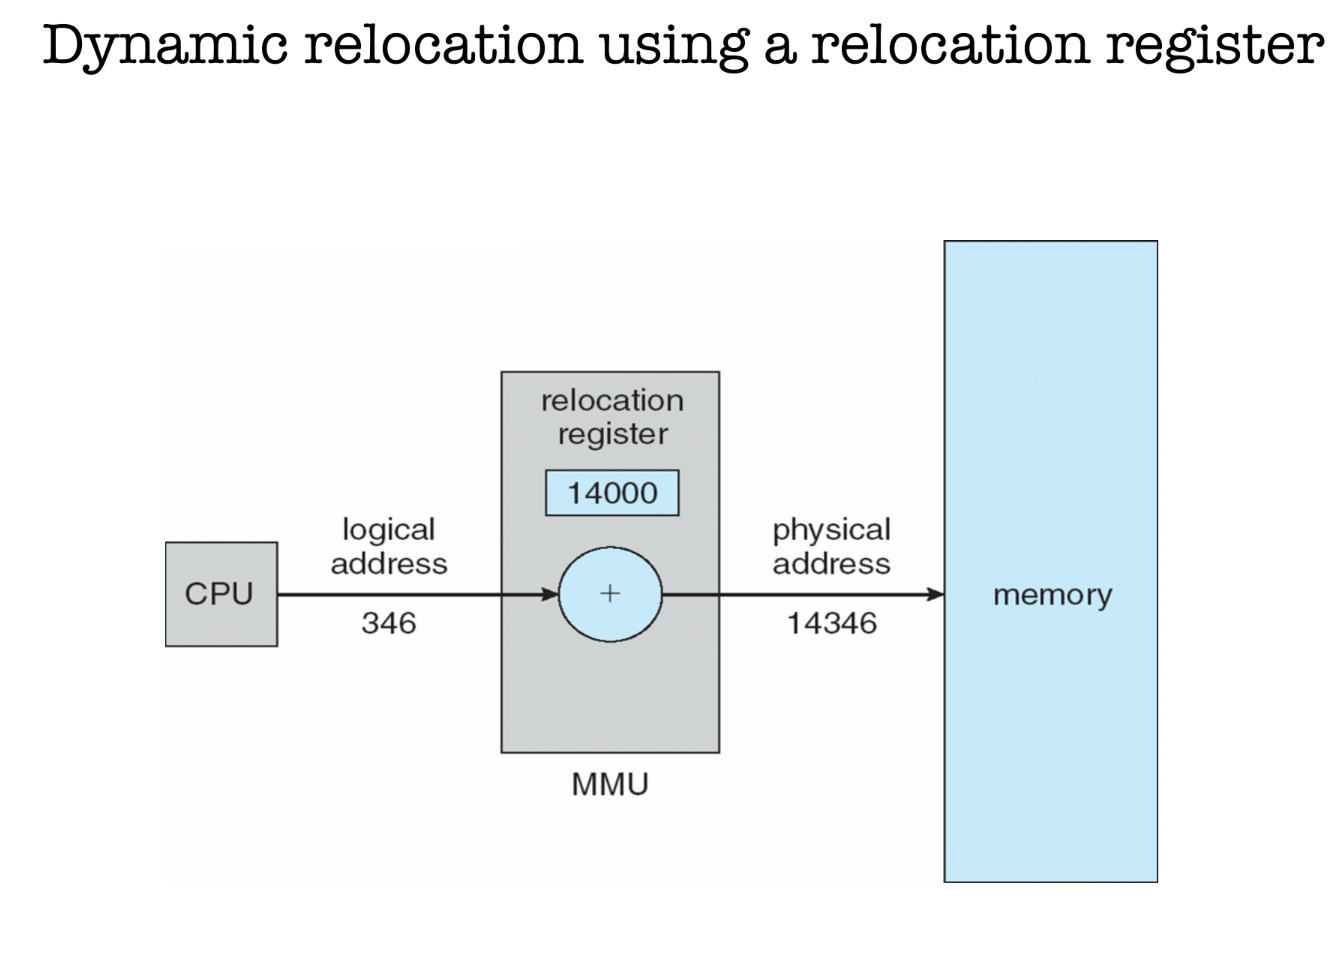 Dynamic relocation using a relocation register
relocation
register
14000
logical
address
346
CPU
+
physical
address
14346
memory
MMU